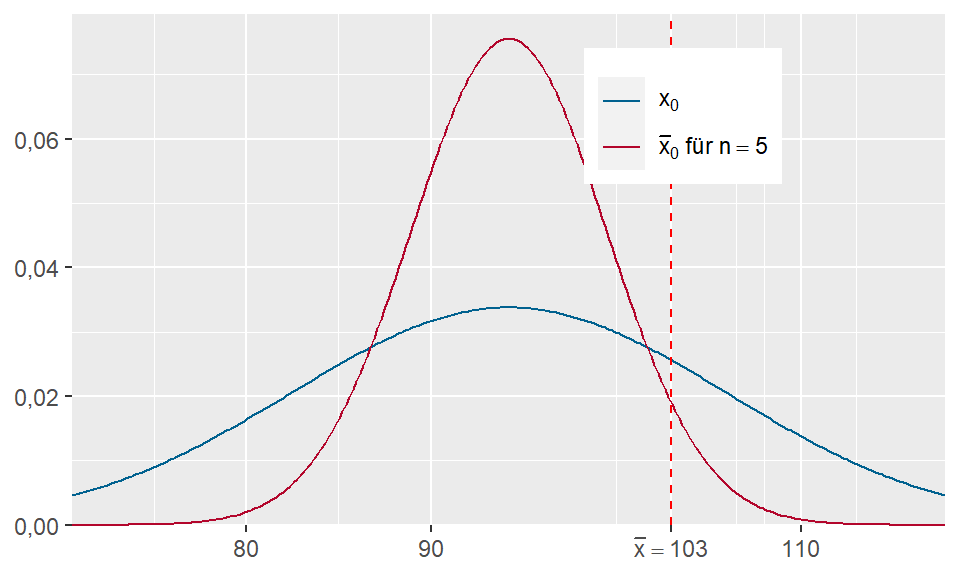 0,06
0,04
0,02
0,00
80
90
x̅ = 103
110
x₀
x̅₀ für n = 5